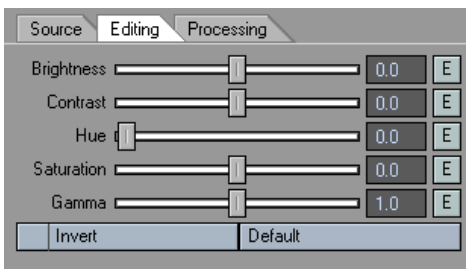 Source Editing Processing
Brightness 0.0 E
Contrast 0.0 E
Hue 0.0 E
Saturation 0.0 E
Gamma 1.0 E
Invert Default